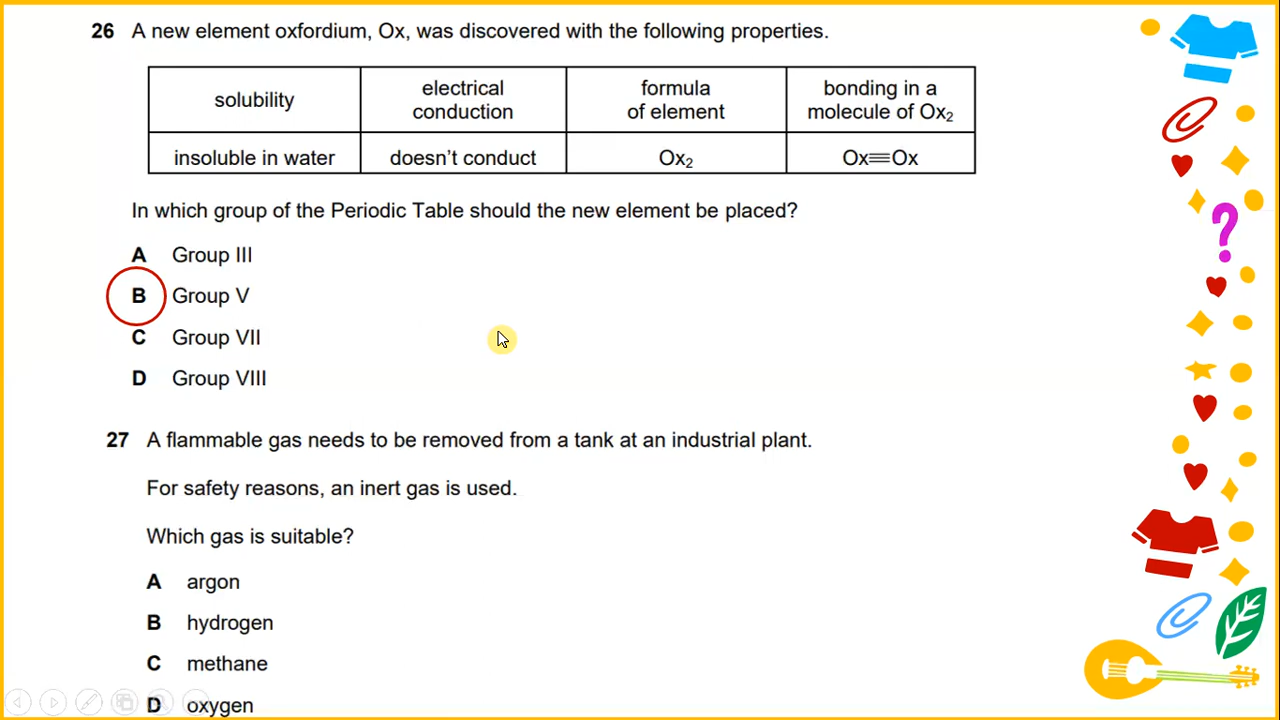 26 A new element oxfordium, Ox, was discovered with the following properties.
solubility
electrical conduction
formula of element
bonding in a molecule of Ox₂
insoluble in water
doesn't conduct
Ox₂
Ox≡Ox
In which group of the Periodic Table should the new element be placed?
A Group III
B Group V
C Group VII
D Group VIII
27 A flammable gas needs to be removed from a tank at an industrial plant.
For safety reasons, an inert gas is used.
Which gas is suitable?
A argon
B hydrogen
C methane
D oxygen
?